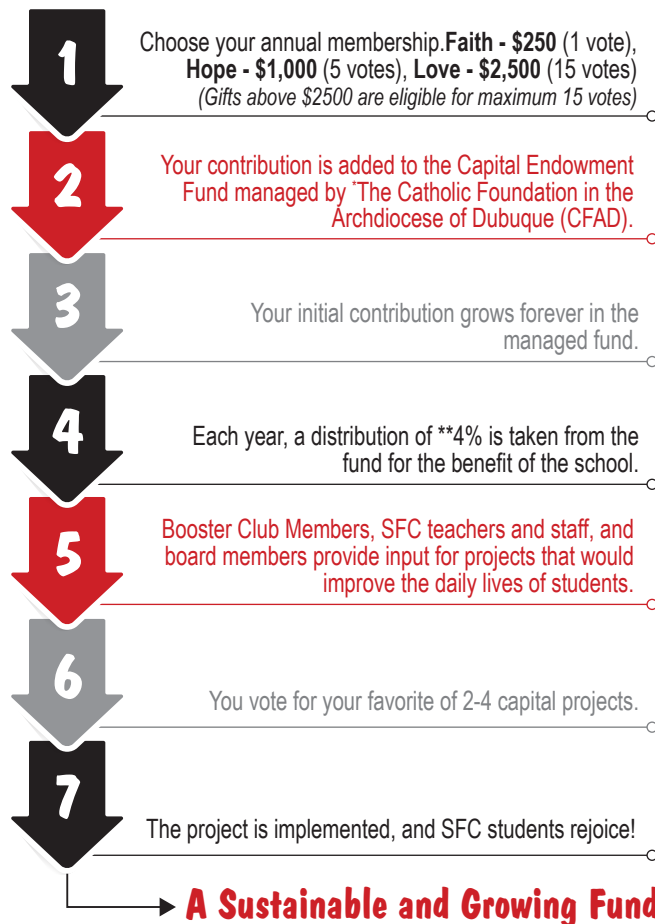 1
Choose your annual membership.Faith - $250 (1 vote),
Hope - $1,000 (5 votes), Love - $2,500 (15 votes)
(Gifts above $2500 are eligible for maximum 15 votes)
2
Your contribution is added to the Capital Endowment
Fund managed by *The Catholic Foundation in the
Archdiocese of Dubuque (CFAD).
3
Your initial contribution grows forever in the
managed fund.
4
Each year, a distribution of **4% is taken from the
fund for the benefit of the school.
5
Booster Club Members, SFC teachers and staff, and
board members provide input for projects that would
improve the daily lives of students.
6
You vote for your favorite of 2-4 capital projects.
7
The project is implemented, and SFC students rejoice!
A Sustainable and Growing Fund